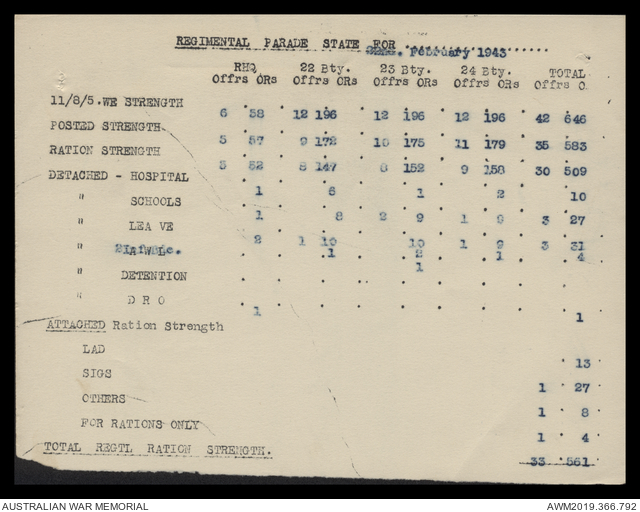 REGIMENTAL PARADE STATE FOR 22nd. February 1943
RHQ 22 Bty. 23 Bty. 24 Bty. TOTAL
Offrs ORs Offrs ORs Offrs ORs Offrs ORs Offrs O.
11/8/5.WE STRENGTH 6 58 12 196 12 196 12 196 42 646
POSTED STRENGTH 5 57 9 172 10 175 11 179 35 583
RATION STRENGTH 5 52 8 147 8 152 9 158 30 509
DETACHED - HOSPITAL 1 6 1 2 10
" SCHOOLS 1 8 2 9 1 9 3 27
" LEAVE 2 1 10 10 1 9 3 31
" 1 2 1 4
" DETENTION 1
" D R O 1 1
ATTACHED Ration Strength
LAD 13
SIGS 1 27
OTHERS 1 8
FOR RATIONS ONLY 1 4
TOTAL REGTL RATION STRENGTH. 33 561
AUSTRALIAN WAR MEMORIAL AWM2019.366.792